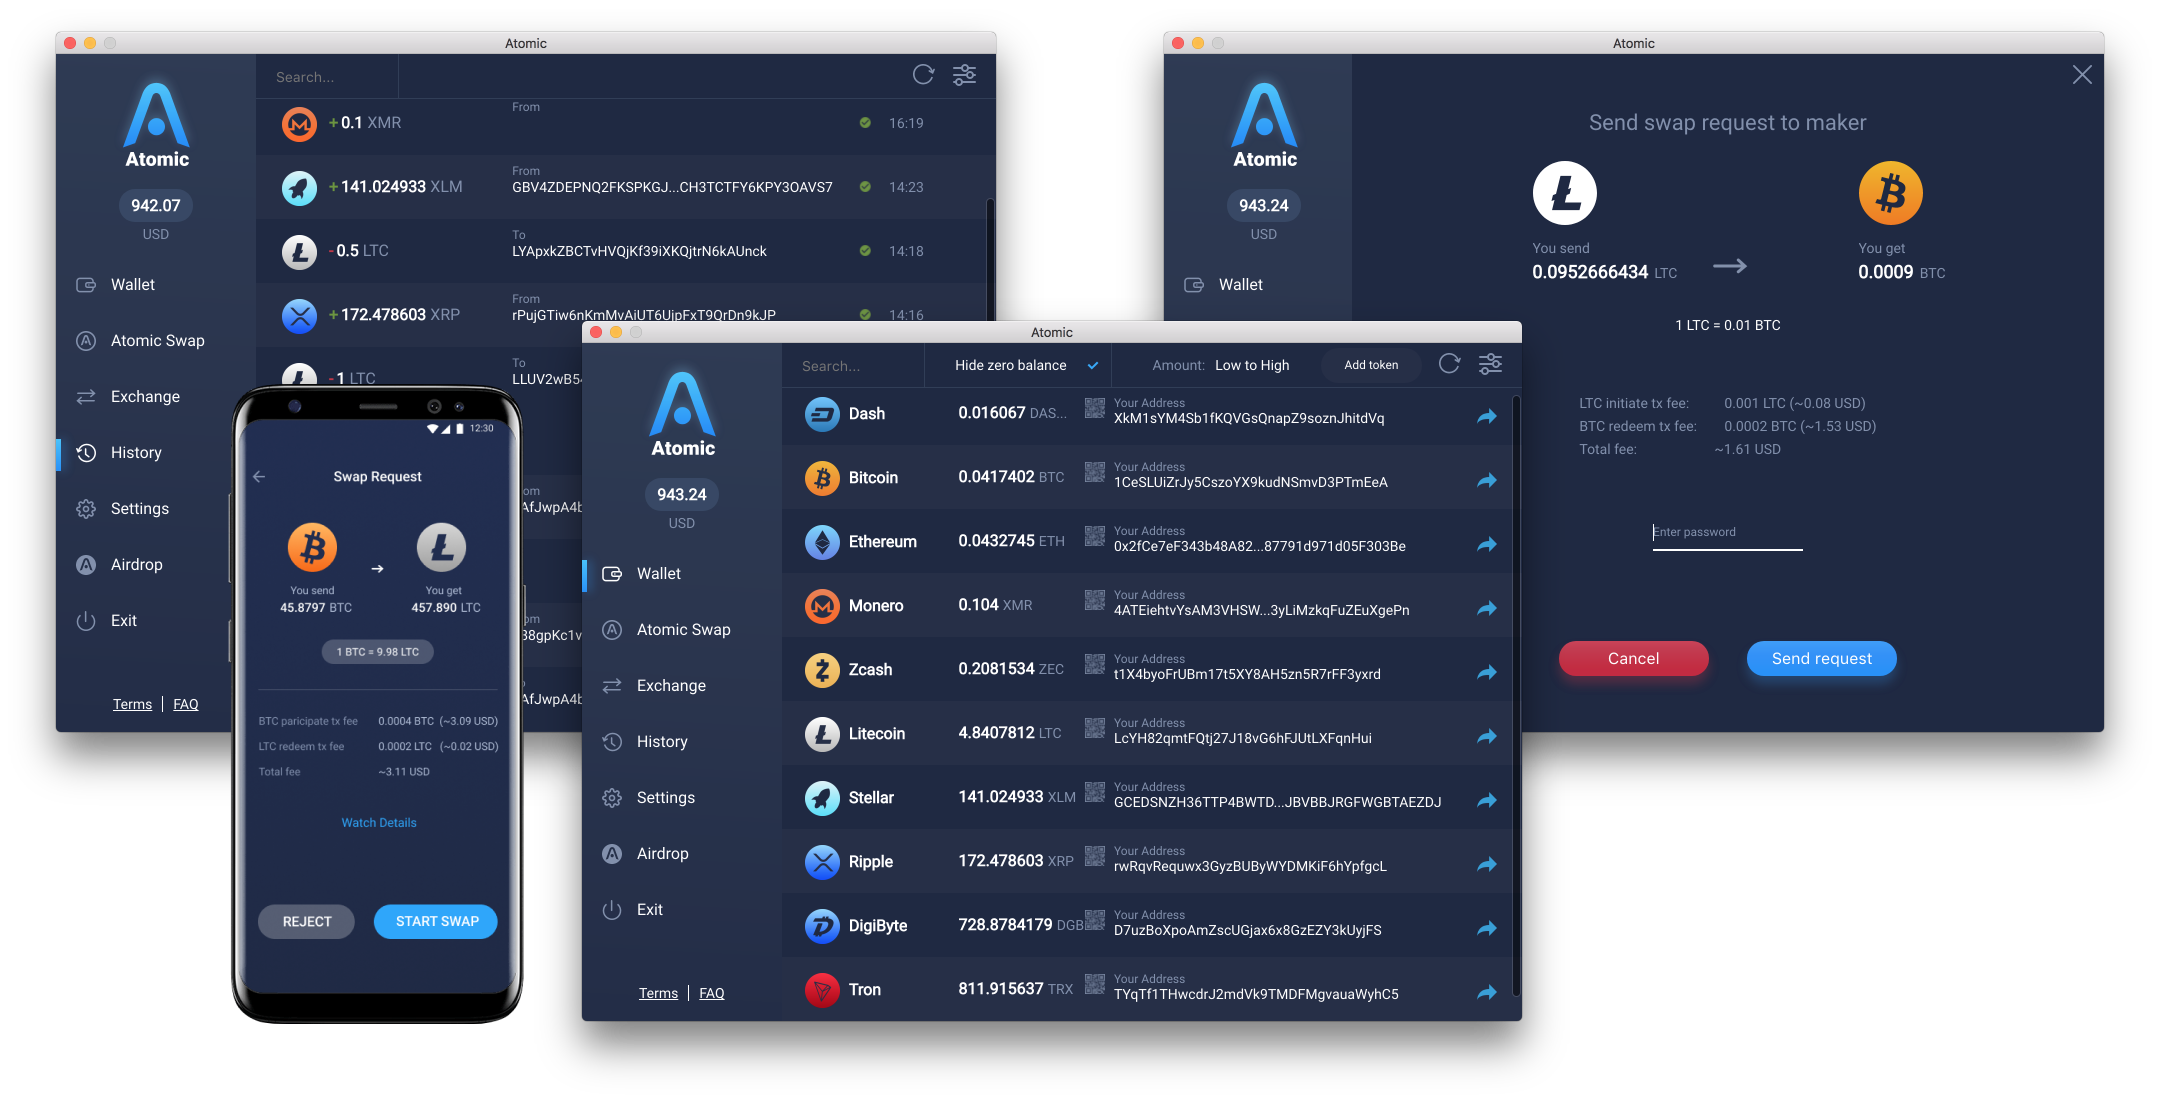 Atomic
Search...
Atomic
942.07
USD
Wallet
Atomic Swap
Exchange
History
Settings
Airdrop
Exit
Terms | FAQ
From
+0.1 XMR
16:19
From
+141.024933 XLM
GBV4ZDEPNQ2FKSPKGJ...CH3TCTFY6KPY3OAVS7
14:23
To
-0.5 LTC
LYApxkZBCTvHVQjKf39iXKQjtrN6kAUnck
14:18
From
+172.478603 XRP
rPujGTiw6nKmMvAiUT6UjpFxT9QrDn9kJP
14:16
To
-1 LTC
12:30
Swap Request
You send
45.8797 BTC
You get
457.890 LTC
1 BTC = 9.98 LTC
BTC paricipate tx fee 0.0004 BTC (~3.09 USD)
LTC redeem tx fee 0.0002 LTC (~0.02 USD)
Total fee ~3.11 USD
Watch Details
REJECT
START SWAP
Atomic
Search...
Hide zero balance
Amount: Low to High
Add token
Atomic
943.24
USD
Wallet
Atomic Swap
Exchange
History
Settings
Airdrop
Exit
Terms | FAQ
Your Address
Dash 0.016067 DAS... XkM1sYM4Sb1fKQVGsQnapZ9soznJhitdVq
Your Address
Bitcoin 0.0417402 BTC 1CeSLUiZrJy5CszoYX9kudNSmvD3PTmEeA
Your Address
Ethereum 0.0432745 ETH 0x2fCe7eF343b48A82...87791d971d05F303Be
Your Address
Monero 0.104 XMR 4ATEiehtvYsAM3VHSW...3yLiMzkqFuZEuXgePn
Your Address
Zcash 0.2081534 ZEC t1X4byoFrUBm17t5XY8AH5zn5R7rFF3yxrd
Your Address
Litecoin 4.8407812 LTC LcYH82qmtFQtj27J18vG6hFJUtLXFqnHui
Your Address
Stellar 141.024933 XLM GCEDSNZH36TTP4BWTD...JBVBBJRGFWGBTAEZDJ
Your Address
Ripple 172.478603 XRP rwRqvRequwx3GyzBUByWYDMKiF6hYpfgcL
Your Address
DigiByte 728.8784179 DGB D7uzBoXpoAmZscUGjax6x8GzEZY3kUyjFS
Your Address
Tron 811.915637 TRX TYqTf1THwcdrJ2mdVk9TMDFMgvauaWyhC5
Atomic
Atomic
943.24
USD
Wallet
Send swap request to maker
You send
0.0952666434 LTC
You get
0.0009 BTC
1 LTC = 0.01 BTC
LTC initiate tx fee: 0.001 LTC (~0.08 USD)
BTC redeem tx fee: 0.0002 BTC (~1.53 USD)
Total fee: ~1.61 USD
Enter password
Cancel
Send request